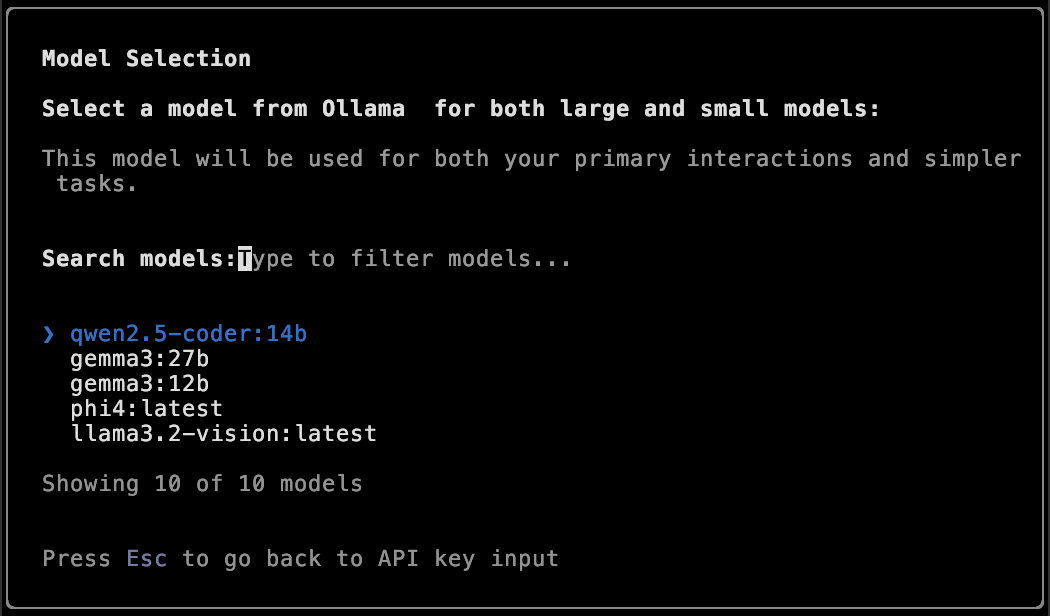 Model Selection
Select a model from Ollama  for both large and small models:
This model will be used for both your primary interactions and simpler
tasks.
Search models:Type to filter models...
❯ qwen2.5-coder:14b
gemma3:27b
gemma3:12b
phi4:latest
llama3.2-vision:latest
Showing 10 of 10 models
Press Esc to go back to API key input